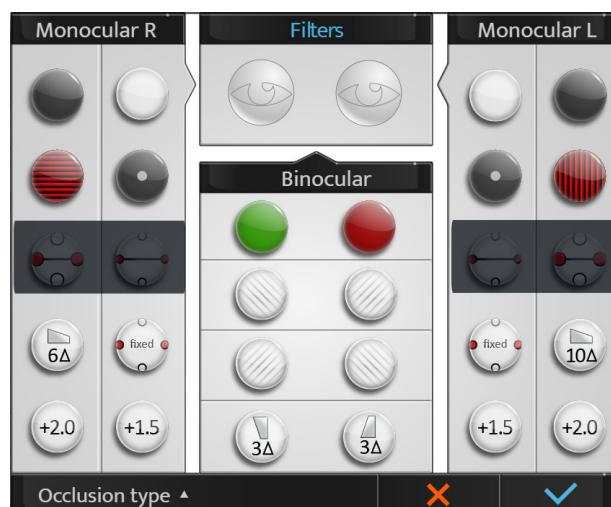 Monocular R
Filters
Monocular L
Binocular
6Δ
fixed
fixed
10Δ
+2.0
+1.5
3Δ
3Δ
+1.5
+2.0
Occlusion type